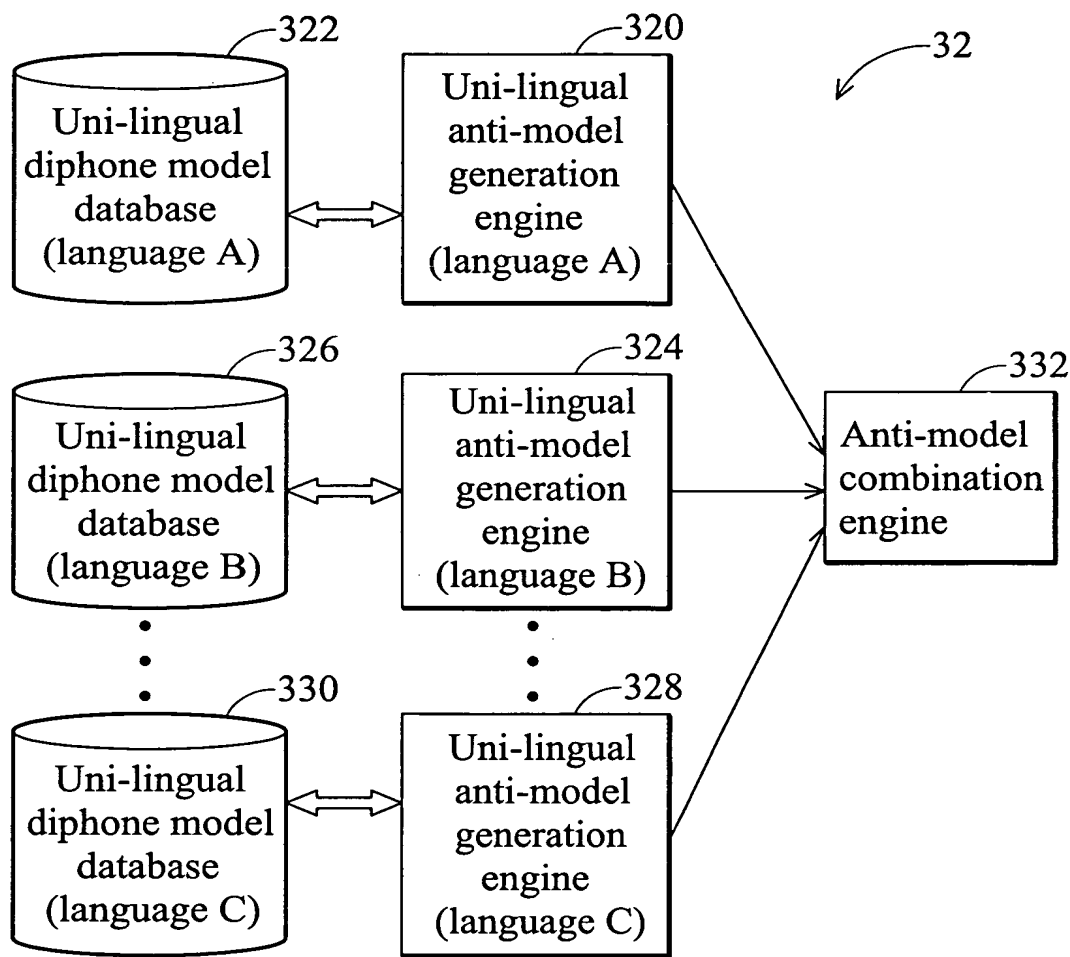 322
320
32
Uni-lingual
diphone model
database
(language A)
Uni-lingual
anti-model
generation
engine
(language A)
326
324
332
Uni-lingual
diphone model
database
(language B)
Uni-lingual
anti-model
generation
engine
(language B)
Anti-model
combination
engine
330
328
Uni-lingual
diphone model
database
(language C)
Uni-lingual
anti-model
generation
engine
(language C)